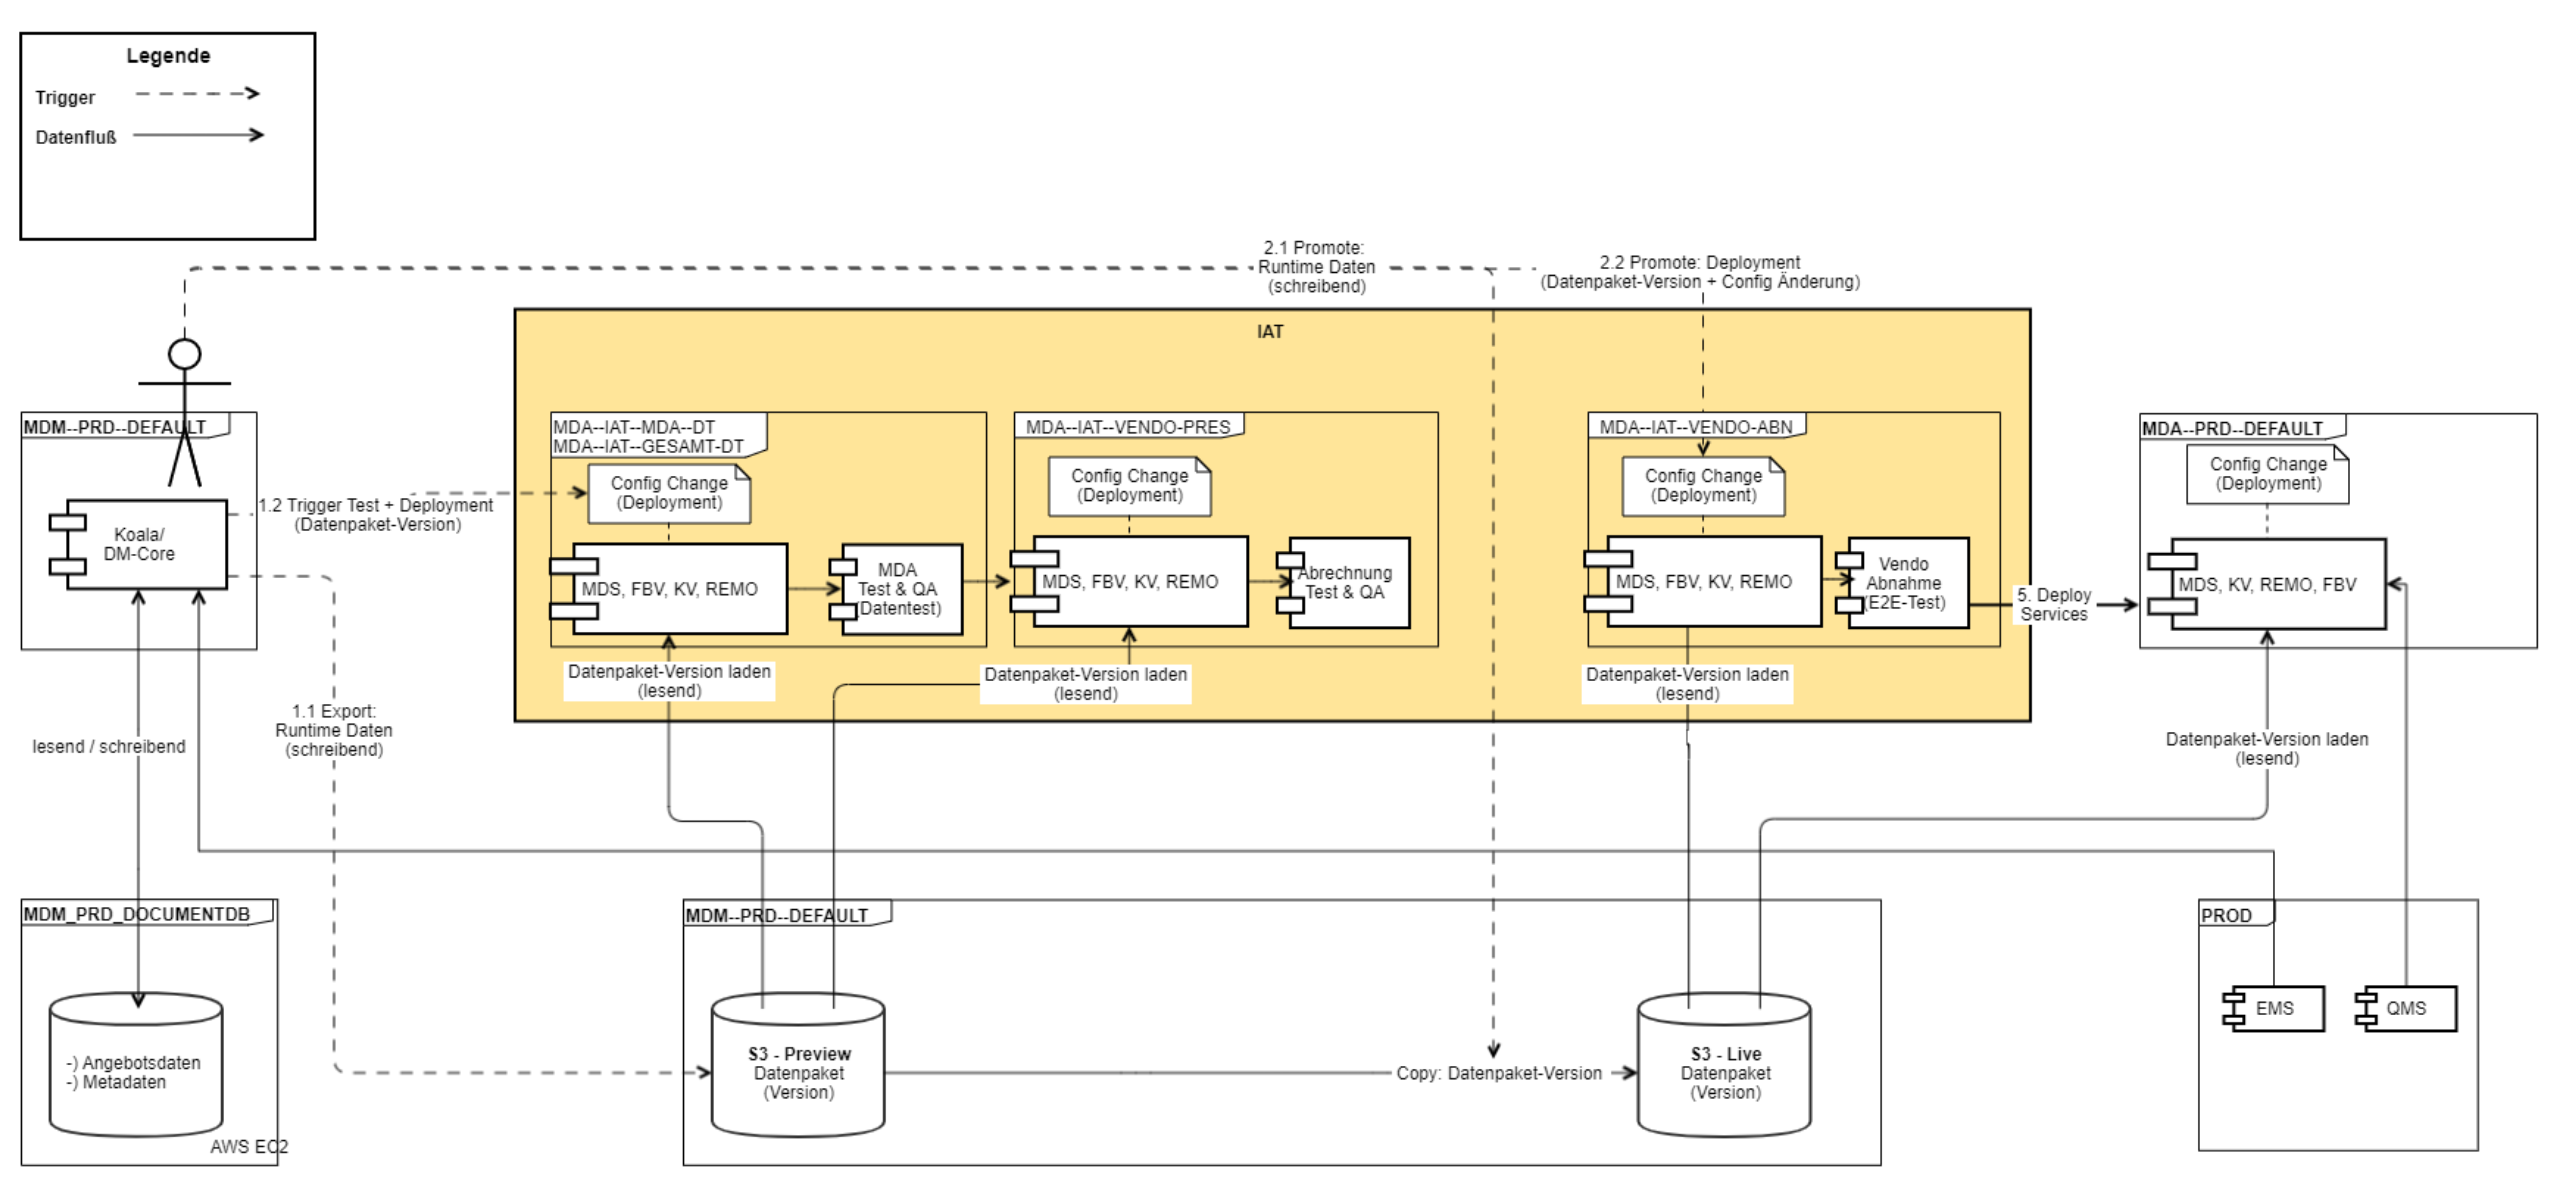 Legende
Trigger
Datenfluß
2.1 Promote:
Runtime Daten
(schreibend)
2.2 Promote: Deployment
(Datenpaket-Version + Config Änderung)
IAT
MDM--PRD--DEFAULT
Koala/
DM-Core
1.2 Trigger Test + Deployment
(Datenpaket-Version)
MDA--IAT--MDA--DT
MDA--IAT--GESAMT-DT
Config Change
(Deployment)
MDS, FBV, KV, REMO
MDA
Test & QA
(Datentest)
Datenpaket-Version laden
(lesend)
MDA--IAT--VENDO-PRES
Config Change
(Deployment)
MDS, FBV, KV, REMO
Abrechnung
Test & QA
Datenpaket-Version laden
(lesend)
MDA--IAT--VENDO-ABN
Config Change
(Deployment)
MDS, FBV, KV, REMO
Vendo
Abnahme
(E2E-Test)
Datenpaket-Version laden
(lesend)
5. Deploy
Services
MDA--PRD--DEFAULT
Config Change
(Deployment)
MDS, KV, REMO, FBV
Datenpaket-Version laden
(lesend)
lesend / schreibend
1.1 Export:
Runtime Daten
(schreibend)
MDM_PRD_DOCUMENTDB
-) Angebotsdaten
-) Metadaten
AWS EC2
MDM--PRD--DEFAULT
S3 - Preview
Datenpaket
(Version)
Copy: Datenpaket-Version
S3 - Live
Datenpaket
(Version)
PROD
EMS
QMS